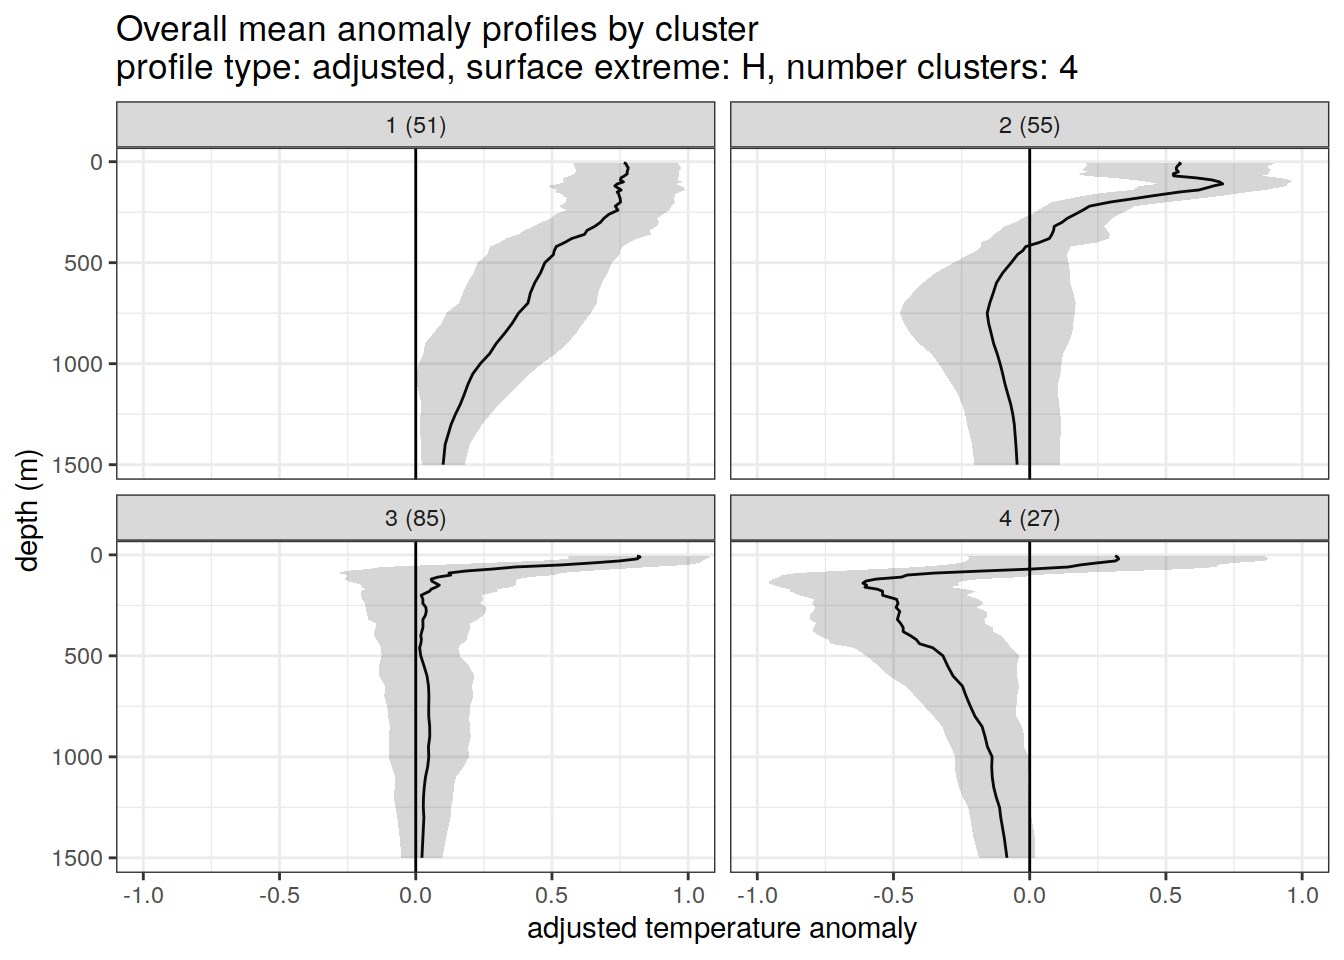 Overall mean anomaly profiles by cluster
profile type: adjusted, surface extreme: H, number clusters: 4
1 (51)
2 (55)
0
500
1000
1500
3 (85)
4 (27)
0
500
1000
1500
depth (m)
-1.0 -0.5 0.0 0.5 1.0 -1.0 -0.5 0.0 0.5 1.0
adjusted temperature anomaly